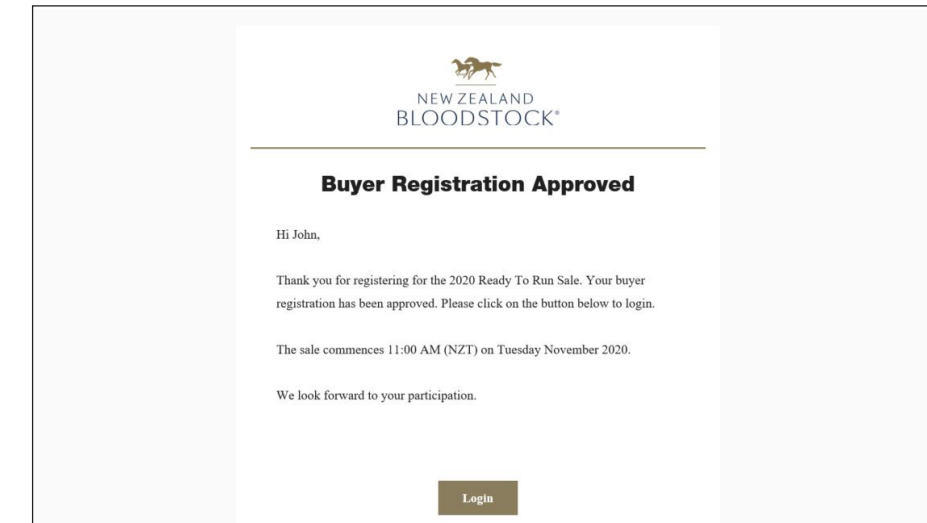 NEW ZEALAND
BLOODSTOCK®
Buyer Registration Approved
Hi John,
Thank you for registering for the 2020 Ready To Run Sale. Your buyer
registration has been approved. Please click on the button below to login.
The sale commences 11:00 AM (NZT) on Tuesday November 2020.
We look forward to your participation.
Login